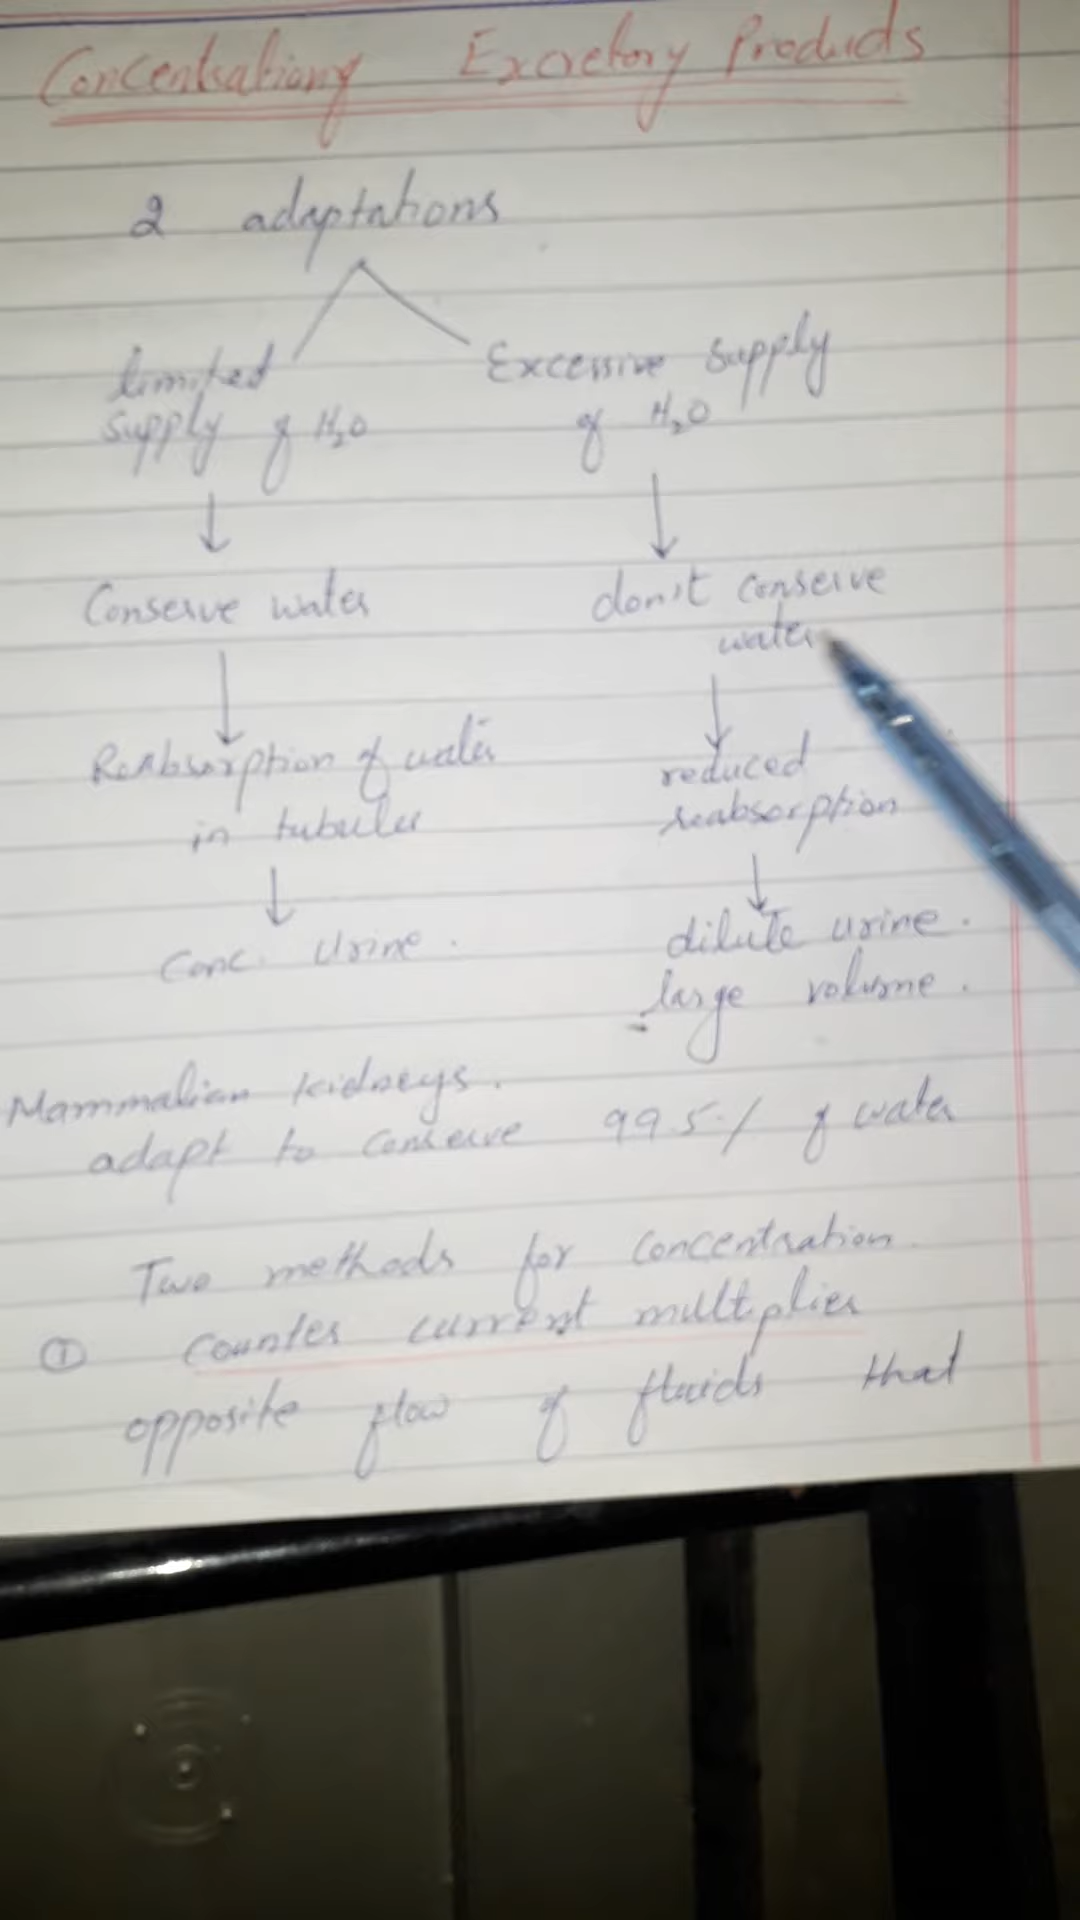 Concentration of Excretory Products
2 adaptations
limited
supply of H₂O
Excessive supply
of H₂O
Conserve water
don't conserve
water
Reabsorption of water
in tubules
reduced
reabsorption
Conc. Urine.
dilute urine.
large volume.
Mammalian kidneys.
adapt to conserve 99.5% of water
Two methods for concentration
① Counter current multiplier
opposite flow of fluids that